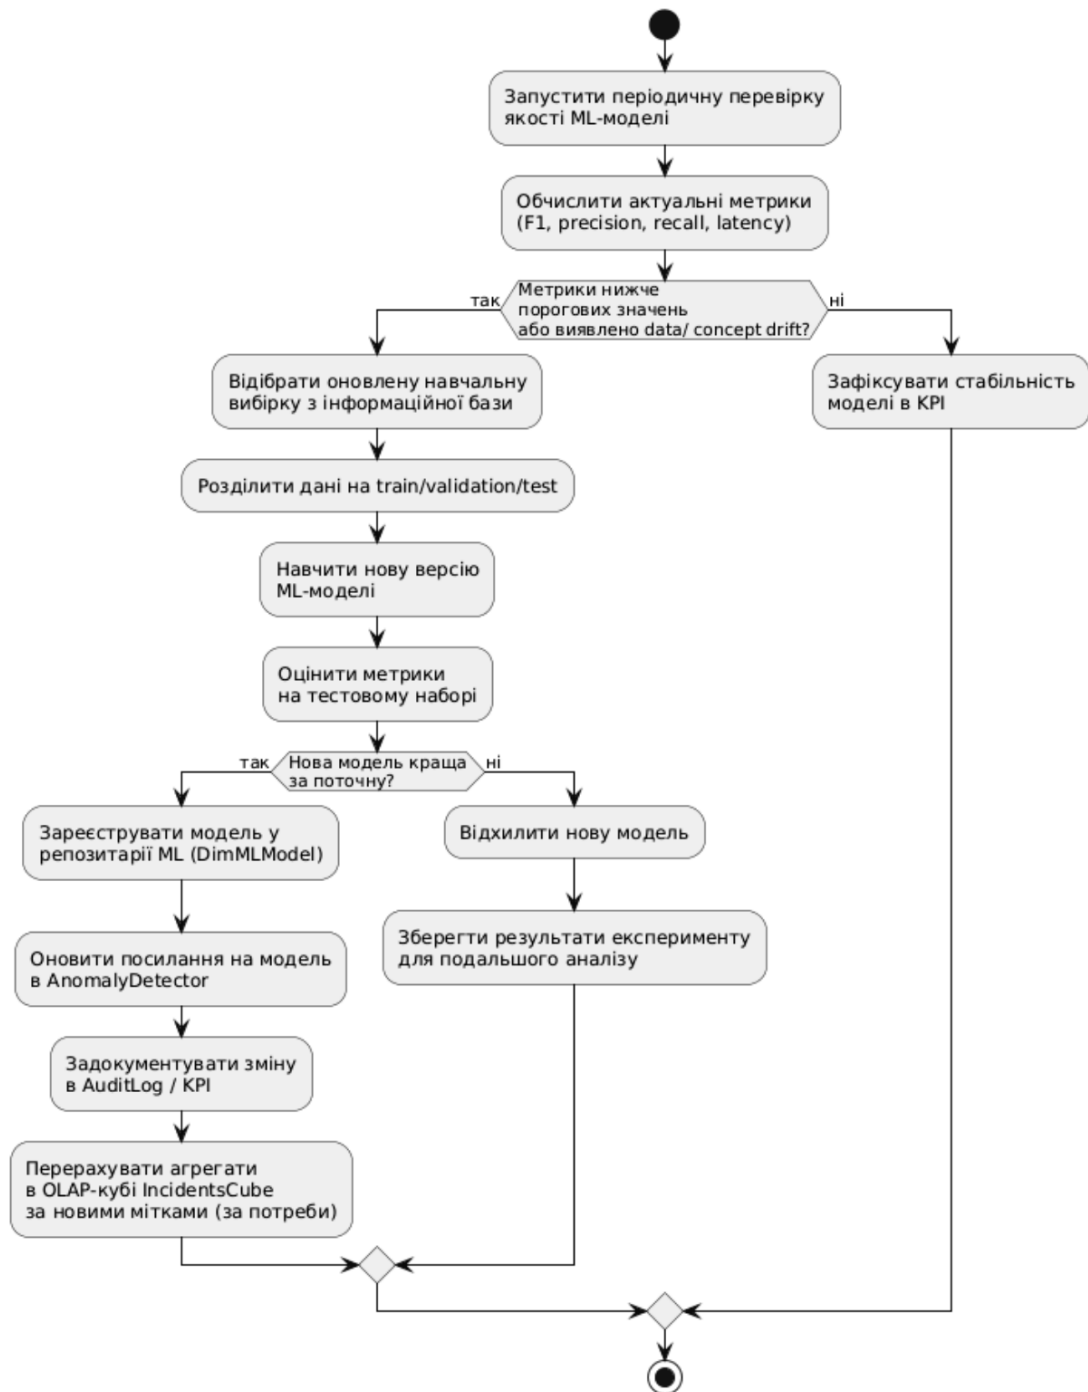 Запустити періодичну перевірку
якості ML-моделі
Обчислити актуальні метрики
(F1, precision, recall, latency)
так
Метрики нижче
порогових значень
або виявлено data/ concept drift?
ні
Відібрати оновлену навчальну
вибірку з інформаційної бази
Зафіксувати стабільність
моделі в KPI
Розділити дані на train/validation/test
Навчити нову версію
ML-моделі
Оцінити метрики
на тестовому наборі
так
Нова модель краща
за поточну?
ні
Зареєструвати модель у
репозитарії ML (DimMLModel)
Відхилити нову модель
Оновити посилання на модель
в AnomalyDetector
Зберегти результати експерименту
для подальшого аналізу
Задокументувати зміну
в AuditLog / KPI
Перерахувати агрегати
в OLAP-кубі IncidentsCube
за новими мітками (за потреби)